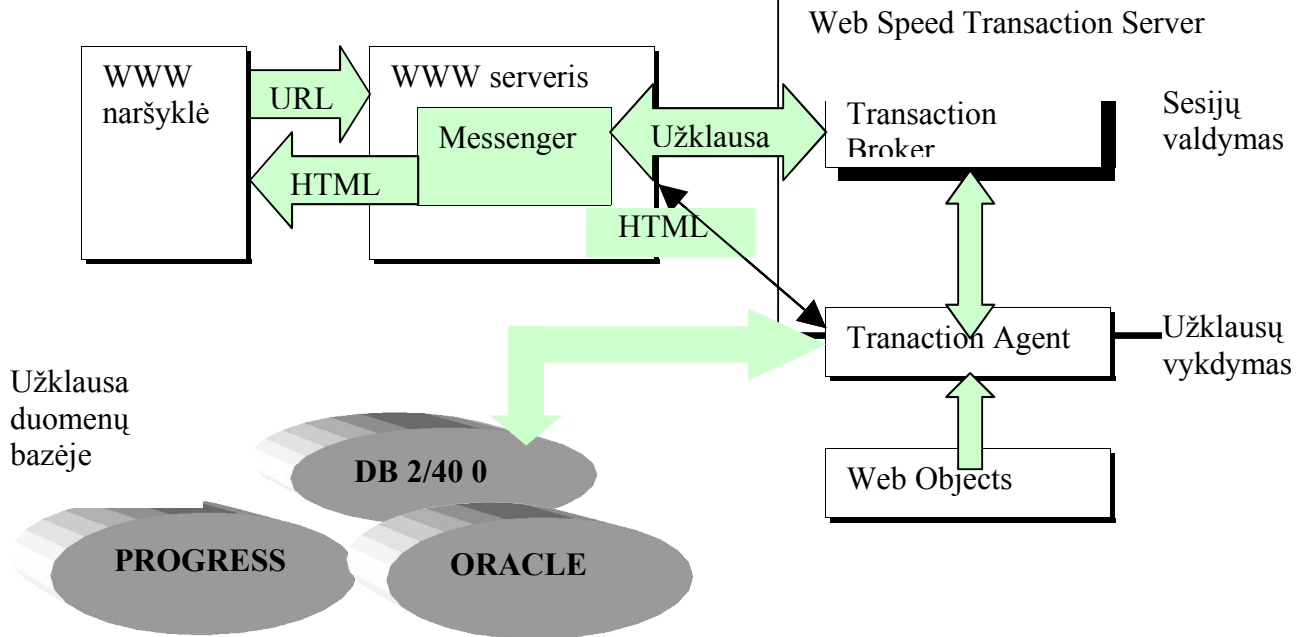 Web Speed Transaction Server
WWW
naršyklė
URL
HTML
WWW serveris
Messenger
Užklausa
HTML
Transaction
Broker
Sesijų
valdymas
Tranaction Agent
Užklausų
vykdymas
Web Objects
Užklausa
duomenų
bazėje
DB 2/40 0
PROGRESS
ORACLE